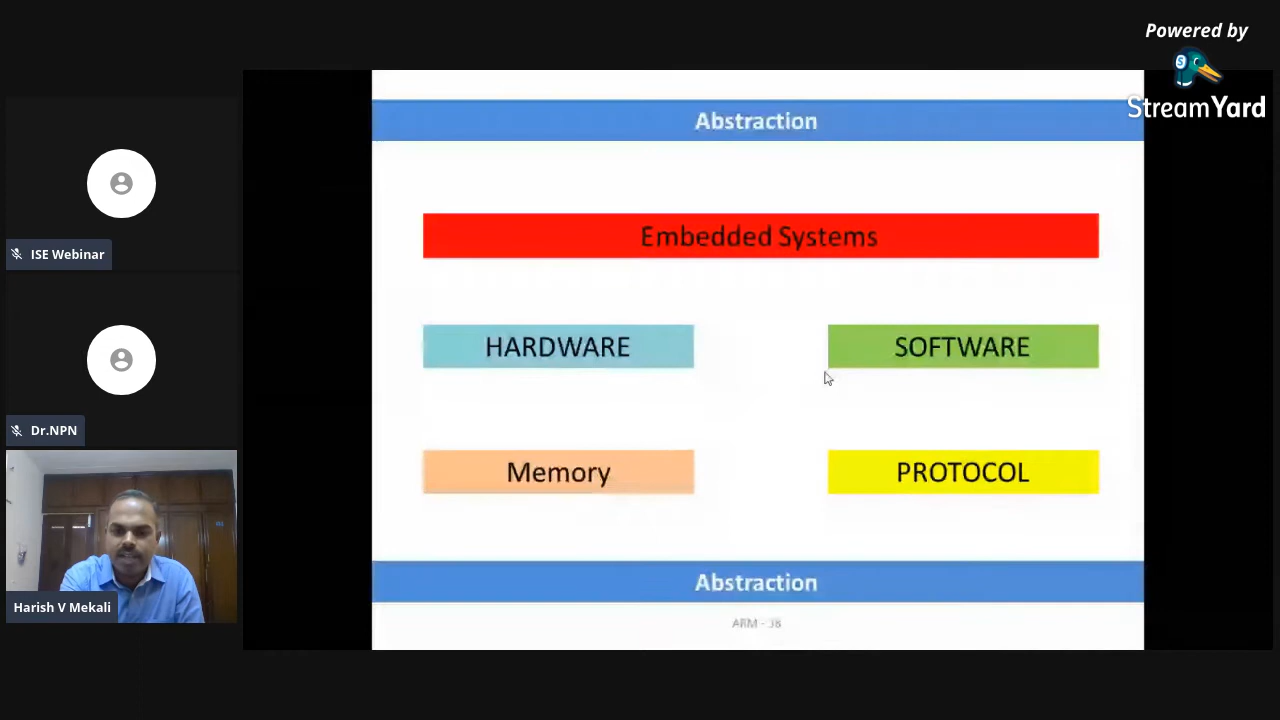 Powered by
StreamYard
Abstraction
Embedded Systems
HARDWARE
SOFTWARE
Memory
PROTOCOL
Abstraction
ISE Webinar
Dr.NPN
Harish V Mekali